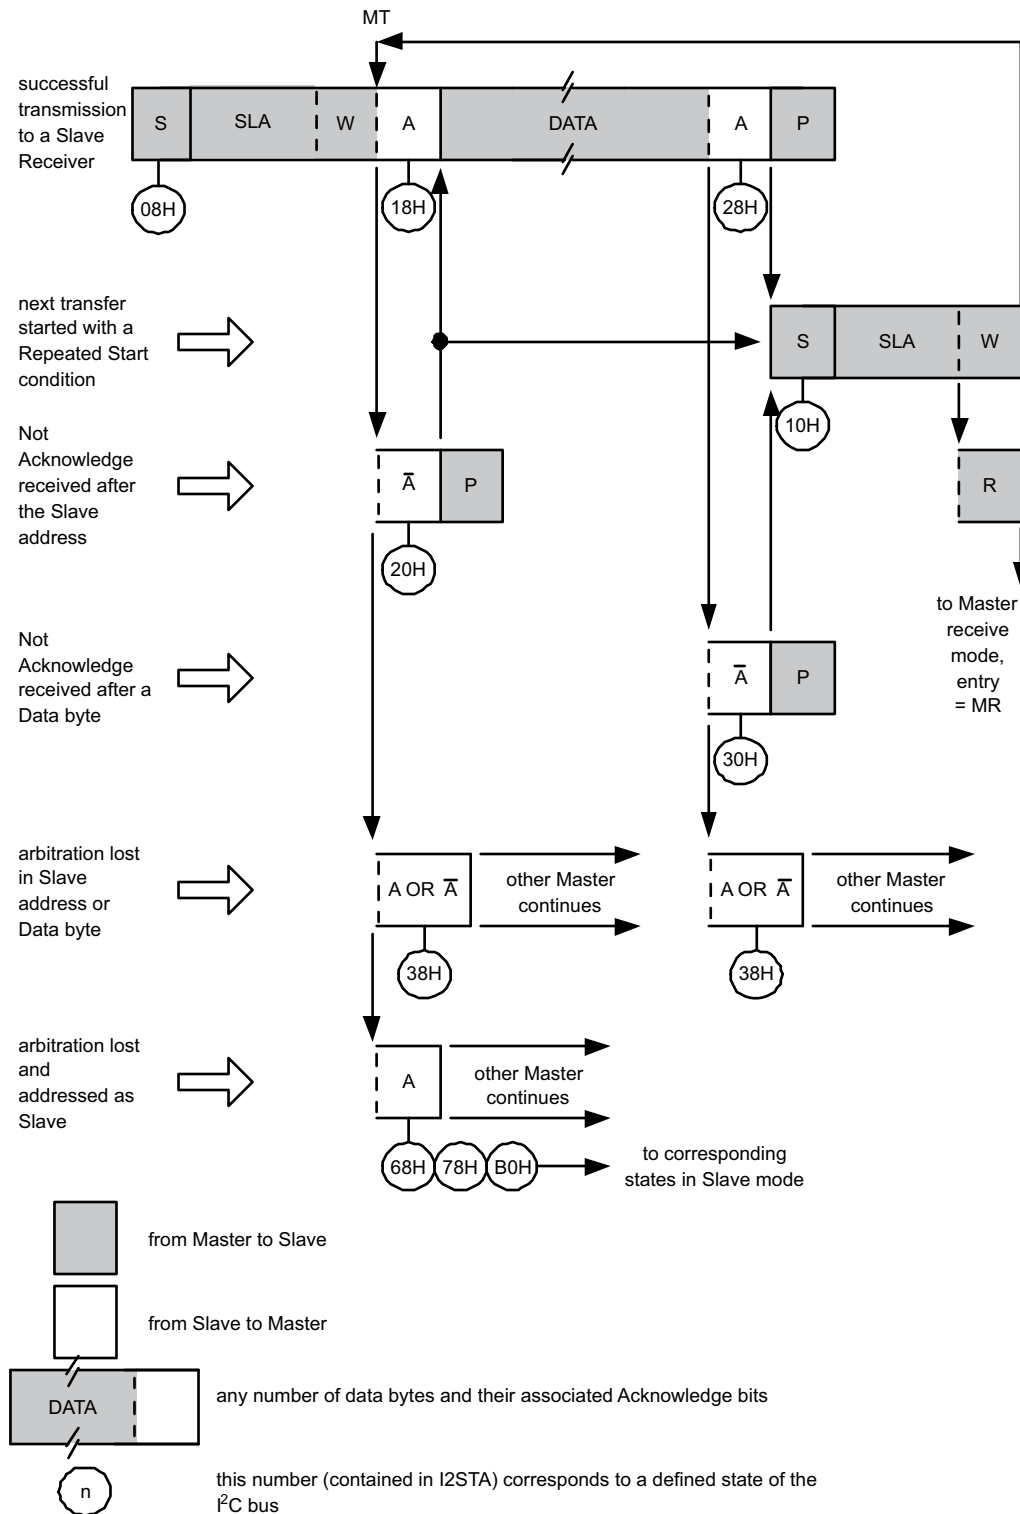 MT
successful
transmission
to a Slave
Receiver
S SLA W A DATA A P
08H 18H 28H
next transfer
started with a
Repeated Start
condition
S SLA W
10H
Not
Acknowledge
received after
the Slave
address
A̅ P R
20H
to Master
receive
mode,
entry
= MR
Not
Acknowledge
received after a
Data byte
A̅ P
30H
arbitration lost
in Slave
address or
Data byte
A OR A̅
other Master
continues
A OR A̅
other Master
continues
38H 38H
arbitration lost
and
addressed as
Slave
A
other Master
continues
68H 78H B0H
to corresponding
states in Slave mode
from Master to Slave
from Slave to Master
DATA
any number of data bytes and their associated Acknowledge bits
n
this number (contained in I2STA) corresponds to a defined state of the
I²C bus